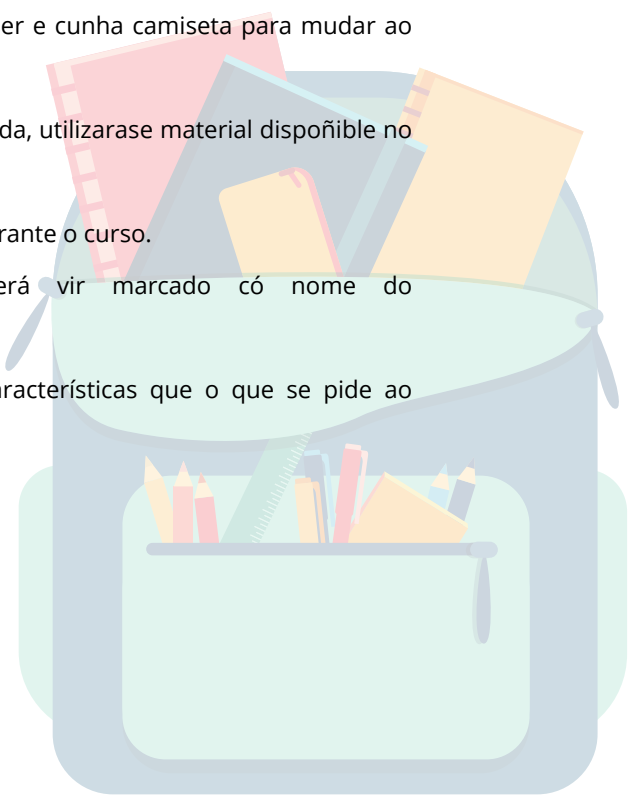 er e cunha camiseta para mudar ao
da, utilizarase material dispoñible no
rante o curso.
erá vir marcado có nome do
racterísticas que o que se pide ao